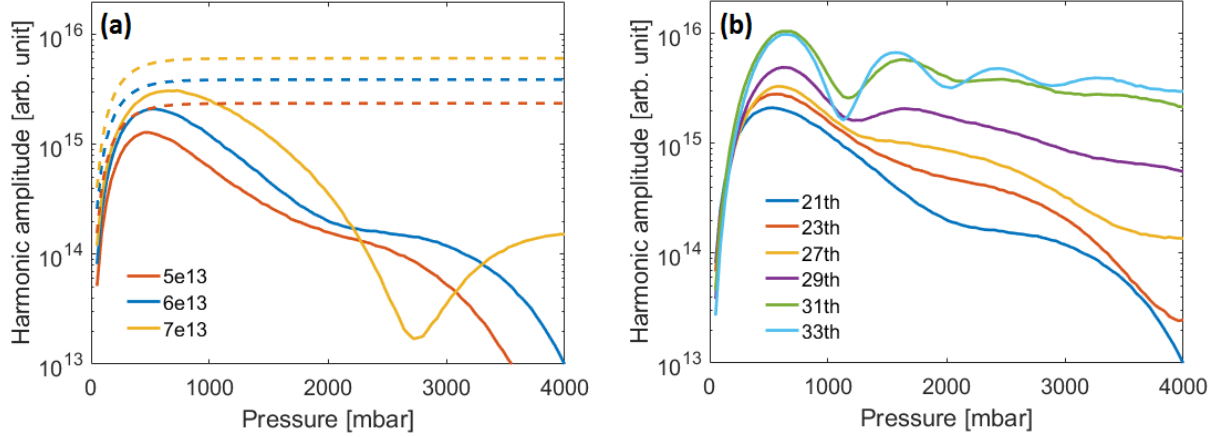 (a)
Harmonic amplitude [arb. unit]
10^16
10^15
10^14
10^13
5e13
6e13
7e13
0 1000 2000 3000 4000
Pressure [mbar]
(b)
Harmonic amplitude [arb. unit]
10^16
10^15
10^14
10^13
21th
23th
27th
29th
31th
33th
0 1000 2000 3000 4000
Pressure [mbar]